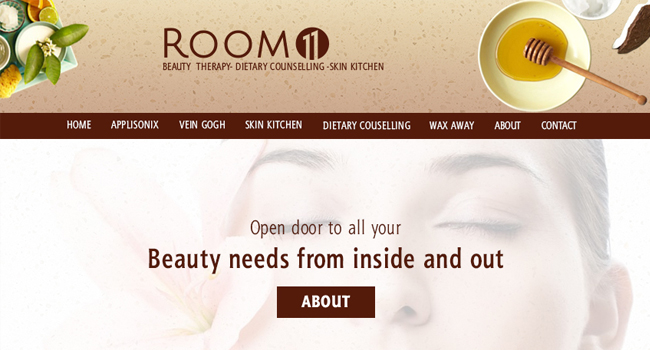 ROOM 11
BEAUTY THERAPY- DIETARY COUNSELLING -SKIN KITCHEN
HOME APPLISONIX VEIN GOGH SKIN KITCHEN DIETARY COUSELLING WAX AWAY ABOUT CONTACT
Open door to all your
Beauty needs from inside and out
ABOUT